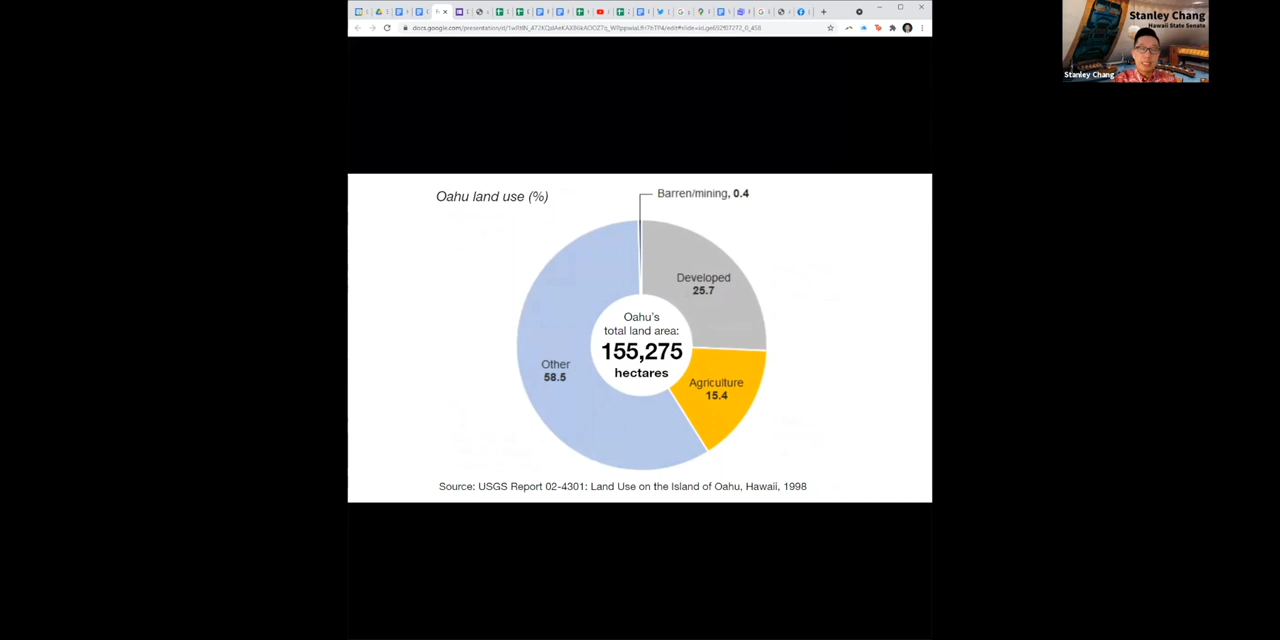 Stanley Chang
Hawaii State Senate
Stanley Chang
Oahu land use (%)
Barren/mining, 0.4
Developed
25.7
Oahu's
total land area:
155,275
hectares
Other
58.5
Agriculture
15.4
Source: USGS Report 02-4301: Land Use on the Island of Oahu, Hawaii, 1998